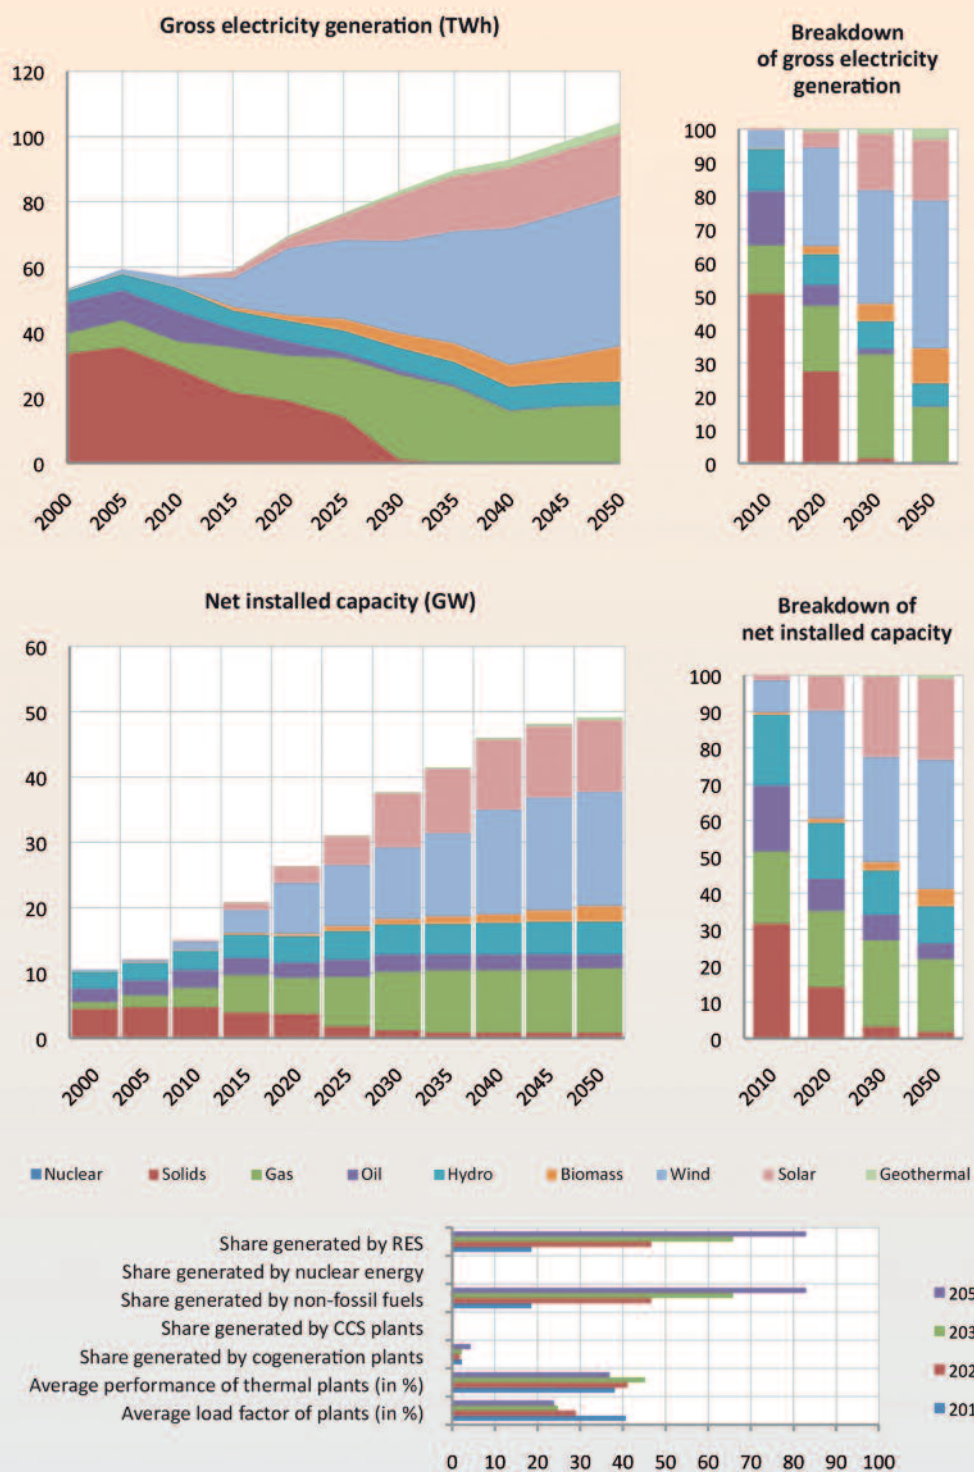 Gross electricity generation (TWh)
120
100
80
60
40
20
0
2000 2005 2010 2015 2020 2025 2030 2035 2040 2045 2050
Breakdown
of gross electricity
generation
100
90
80
70
60
50
40
30
20
10
0
2010 2020 2030 2050
Net installed capacity (GW)
60
50
40
30
20
10
0
2000 2005 2010 2015 2020 2025 2030 2035 2040 2045 2050
Breakdown of
net installed capacity
100
90
80
70
60
50
40
30
20
10
0
2010 2020 2030 2050
Nuclear Solids Gas Oil Hydro Biomass Wind Solar Geothermal
Share generated by RES
Share generated by nuclear energy
Share generated by non-fossil fuels
Share generated by CCS plants
Share generated by cogeneration plants
Average performance of thermal plants (in %)
Average load factor of plants (in %)
0 10 20 30 40 50 60 70 80 90 100
205
203
202
201